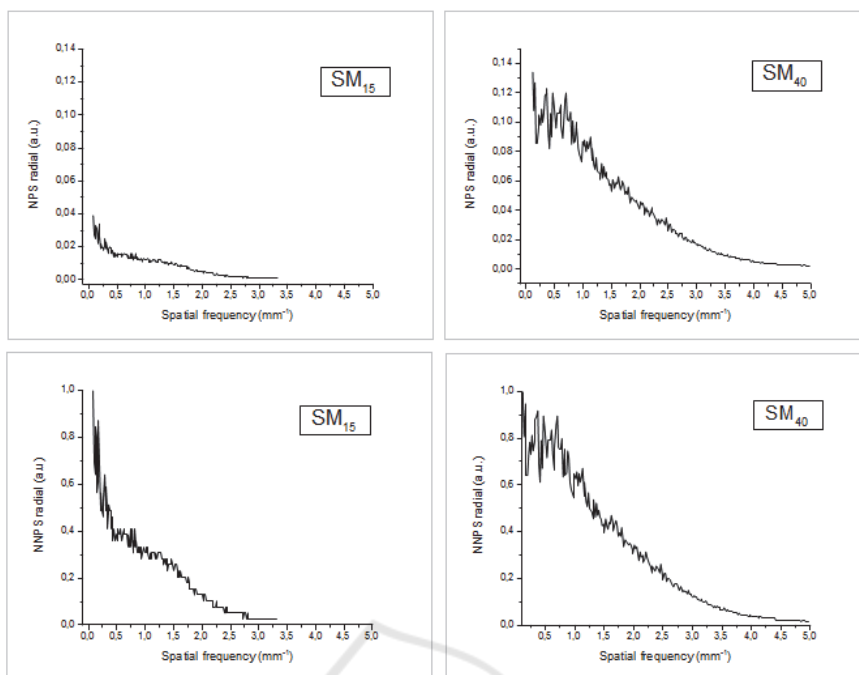 0,14
0,12
0,10
0,08
0,06
0,04
0,02
0,00
NPS radial (a.u.)
SM15
0,0 0,5 1,0 1,5 2,0 2,5 3,0 3,5 4,0 4,5 5,0
Spatial frequency (mm-1)
0,14
0,12
0,10
0,08
0,06
0,04
0,02
0,00
NPS radial (a.u.)
SM40
0,0 0,5 1,0 1,5 2,0 2,5 3,0 3,5 4,0 4,5 5,0
Spatial frequency (mm-1)
1,0
0,8
0,6
0,4
0,2
0,0
NNPS radial (a.u.)
SM15
0,0 0,5 1,0 1,5 2,0 2,5 3,0 3,5 4,0 4,5 5,0
Spatial frequency (mm-1)
1,0
0,8
0,6
0,4
0,2
0,0
NNPS radial (a.u.)
SM40
0,5 1,0 1,5 2,0 2,5 3,0 3,5 4,0 4,5 5,0
Spatial frequency (mm-1)